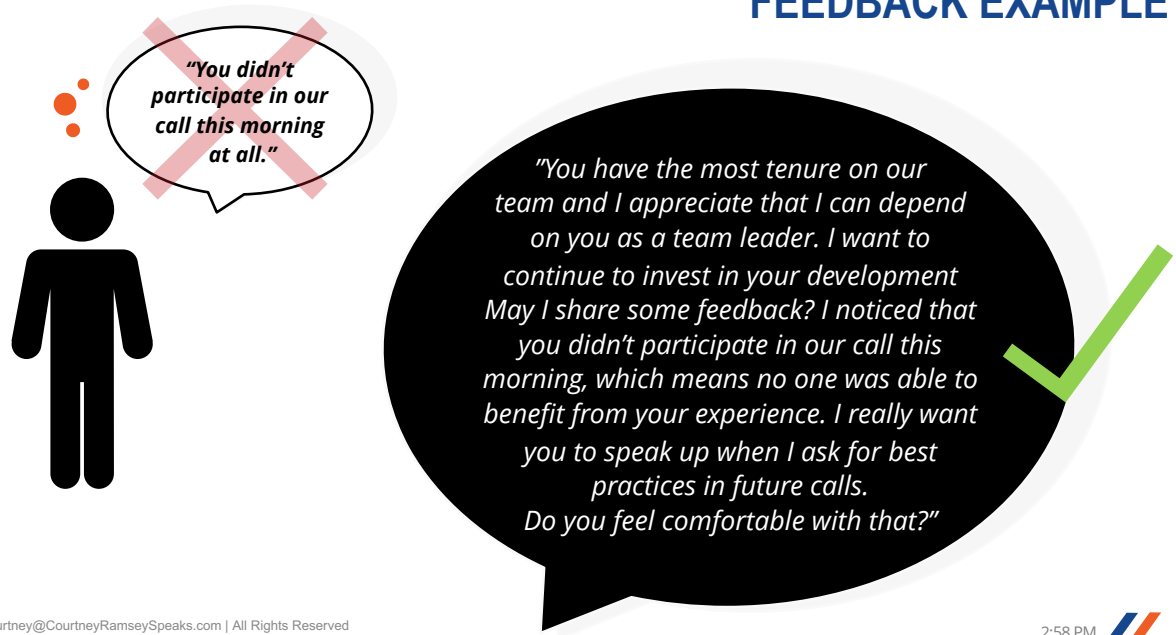 FEEDBACK EXAMPLE
“You didn’t
participate in our
call this morning
at all.”
”You have the most tenure on our
team and I appreciate that I can depend
on you as a team leader. I want to
continue to invest in your development
May I share some feedback? I noticed that
you didn’t participate in our call this
morning, which means no one was able to
benefit from your experience. I really want
you to speak up when I ask for best
practices in future calls.
Do you feel comfortable with that?”
urtney@CourtneyRamseySpeaks.com | All Rights Reserved
2:58 PM